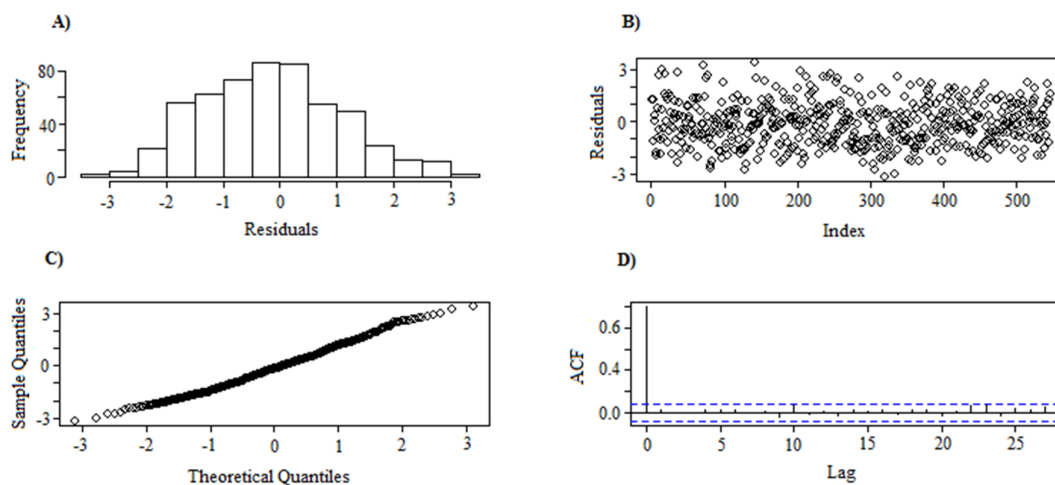 A)
Frequency
80
40
0
-3 -2 -1 0 1 2 3
Residuals
B)
Residuals
3
0
-3
0 100 200 300 400 500
Index
C)
Sample Quantiles
3
0
-3
-3 -2 -1 0 1 2 3
Theoretical Quantiles
D)
ACF
0.6
0.4
0.0
0 5 10 15 20 25
Lag